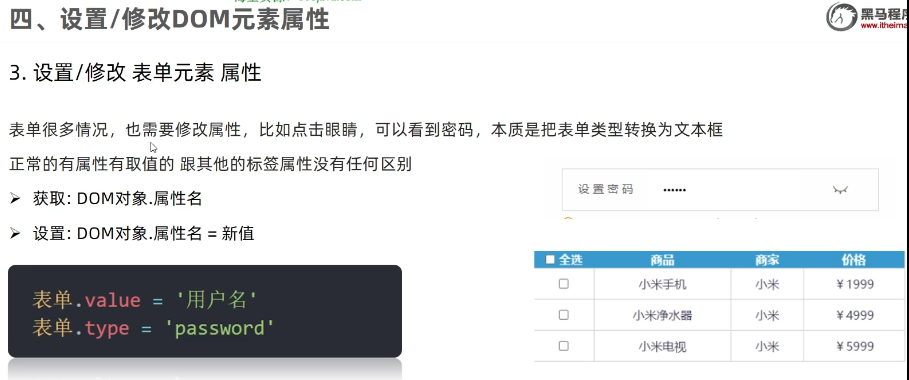 四、设置/修改DOM元素属性
黑马程序
www.itheima
3. 设置/修改 表单元素 属性
表单很多情况，也需要修改属性，比如点击眼睛，可以看到密码，本质是把表单类型转换为文本框
正常的有属性有取值的 跟其他的标签属性没有任何区别
➢ 获取: DOM对象.属性名
➢ 设置: DOM对象.属性名 = 新值
表单.value = '用户名'
表单.type = 'password'
设置密码 ••••••
全选 商品 商家 价格
小米手机 小米 ￥1999
小米净水器 小米 ￥4999
小米电视 小米 ￥5999